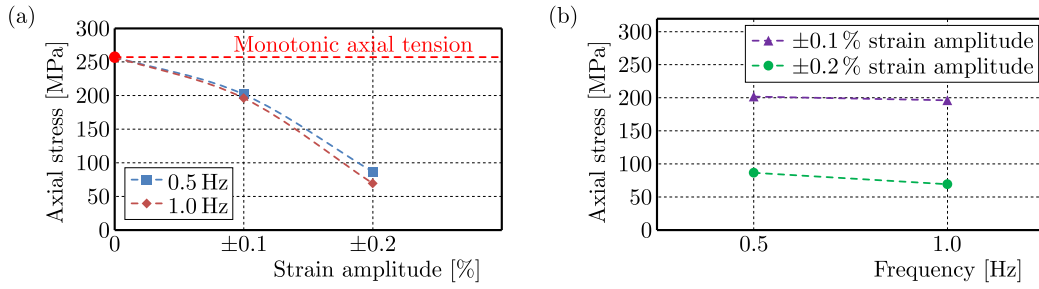 (a)
Axial stress [MPa]
300
250
200
150
100
50
0
Monotonic axial tension
0.5 Hz
1.0 Hz
0 ±0.1 ±0.2
Strain amplitude [%]
(b)
Axial stress [MPa]
300
250
200
150
100
50
0
±0.1 % strain amplitude
±0.2 % strain amplitude
0.5 1.0
Frequency [Hz]